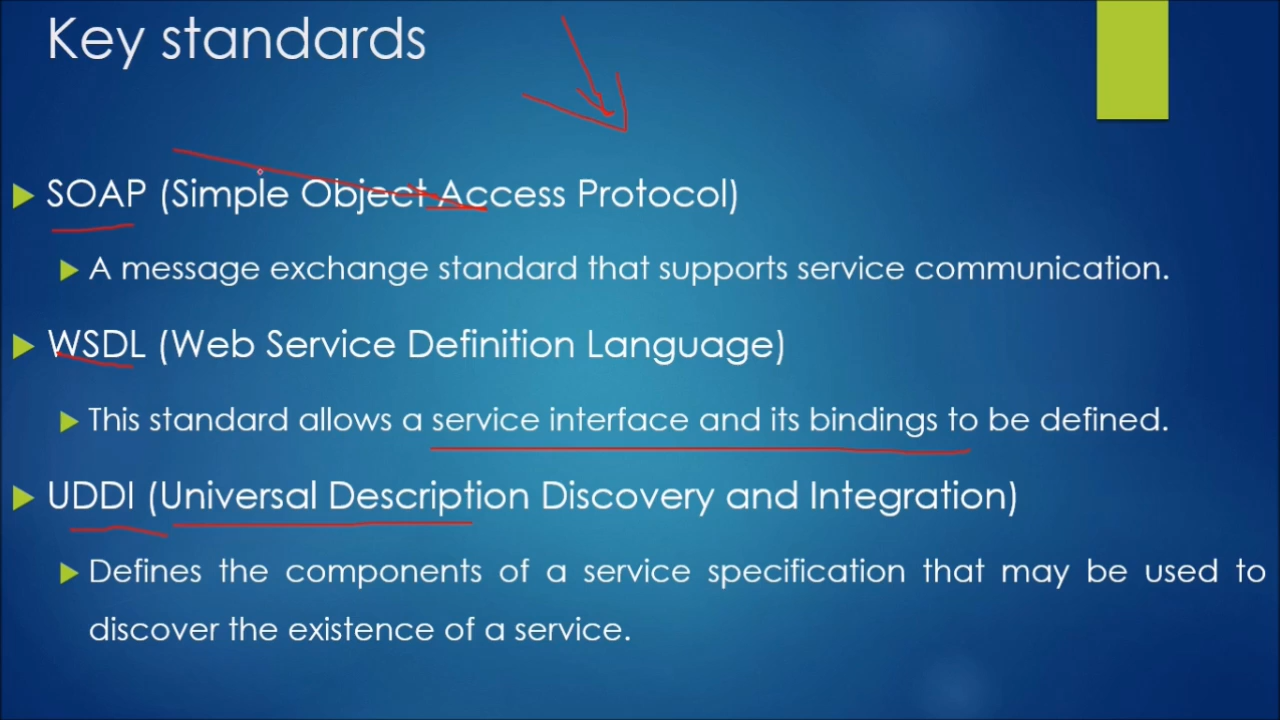 Key standards
SOAP (Simple Object Access Protocol)
A message exchange standard that supports service communication.
WSDL (Web Service Definition Language)
This standard allows a service interface and its bindings to be defined.
UDDI (Universal Description Discovery and Integration)
Defines the components of a service specification that may be used to
discover the existence of a service.